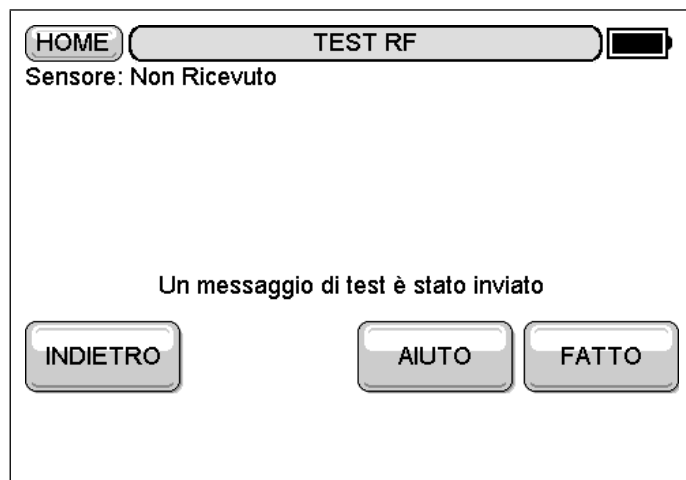 HOME TEST RF
Sensore: Non Ricevuto
Un messaggio di test è stato inviato
INDIETRO AIUTO FATTO